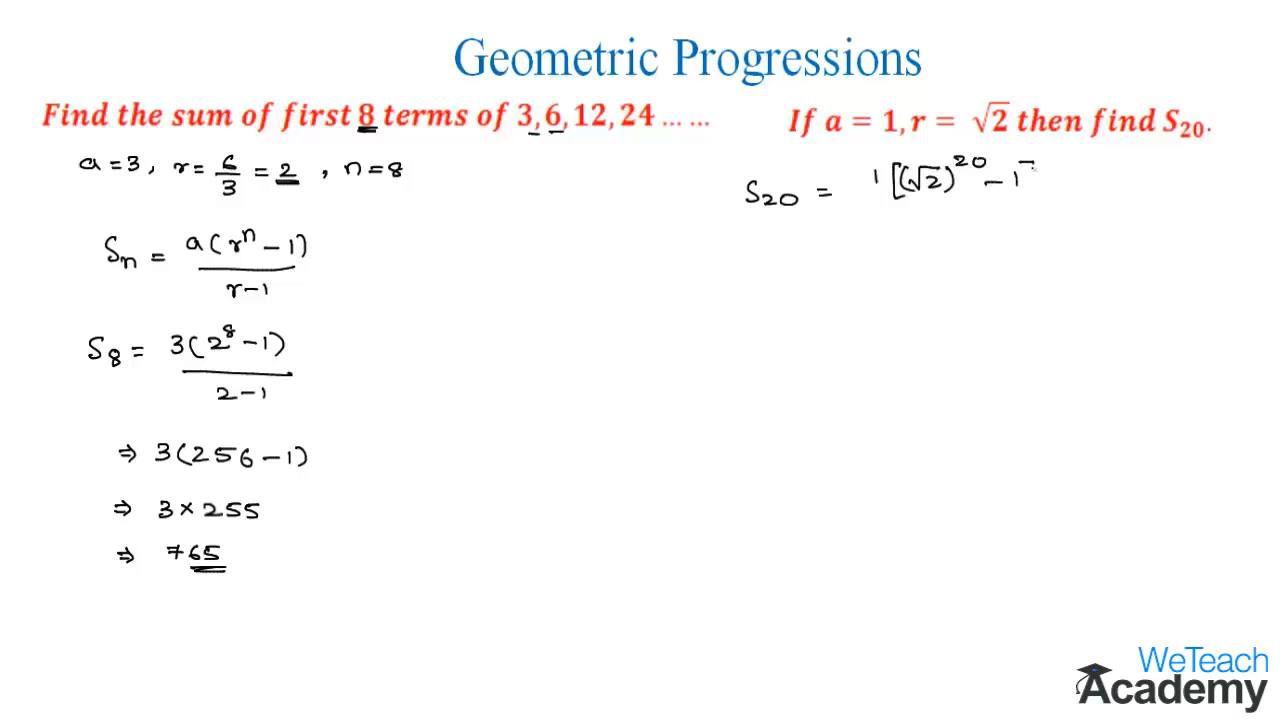 Geometric Progressions
Find the sum of first 8 terms of 3, 6, 12, 24 ... ...
a = 3, r = 6/3 = 2, n = 8
Sn = a(rⁿ - 1)/r - 1
S8 = 3(2⁸ - 1)/2 - 1
⇒ 3(256 - 1)
⇒ 3 × 255
⇒ 765
If a = 1, r = √2 then find S₂₀.
S₂₀ = 1[(√2)²⁰ - 1
WeTeach
Academy